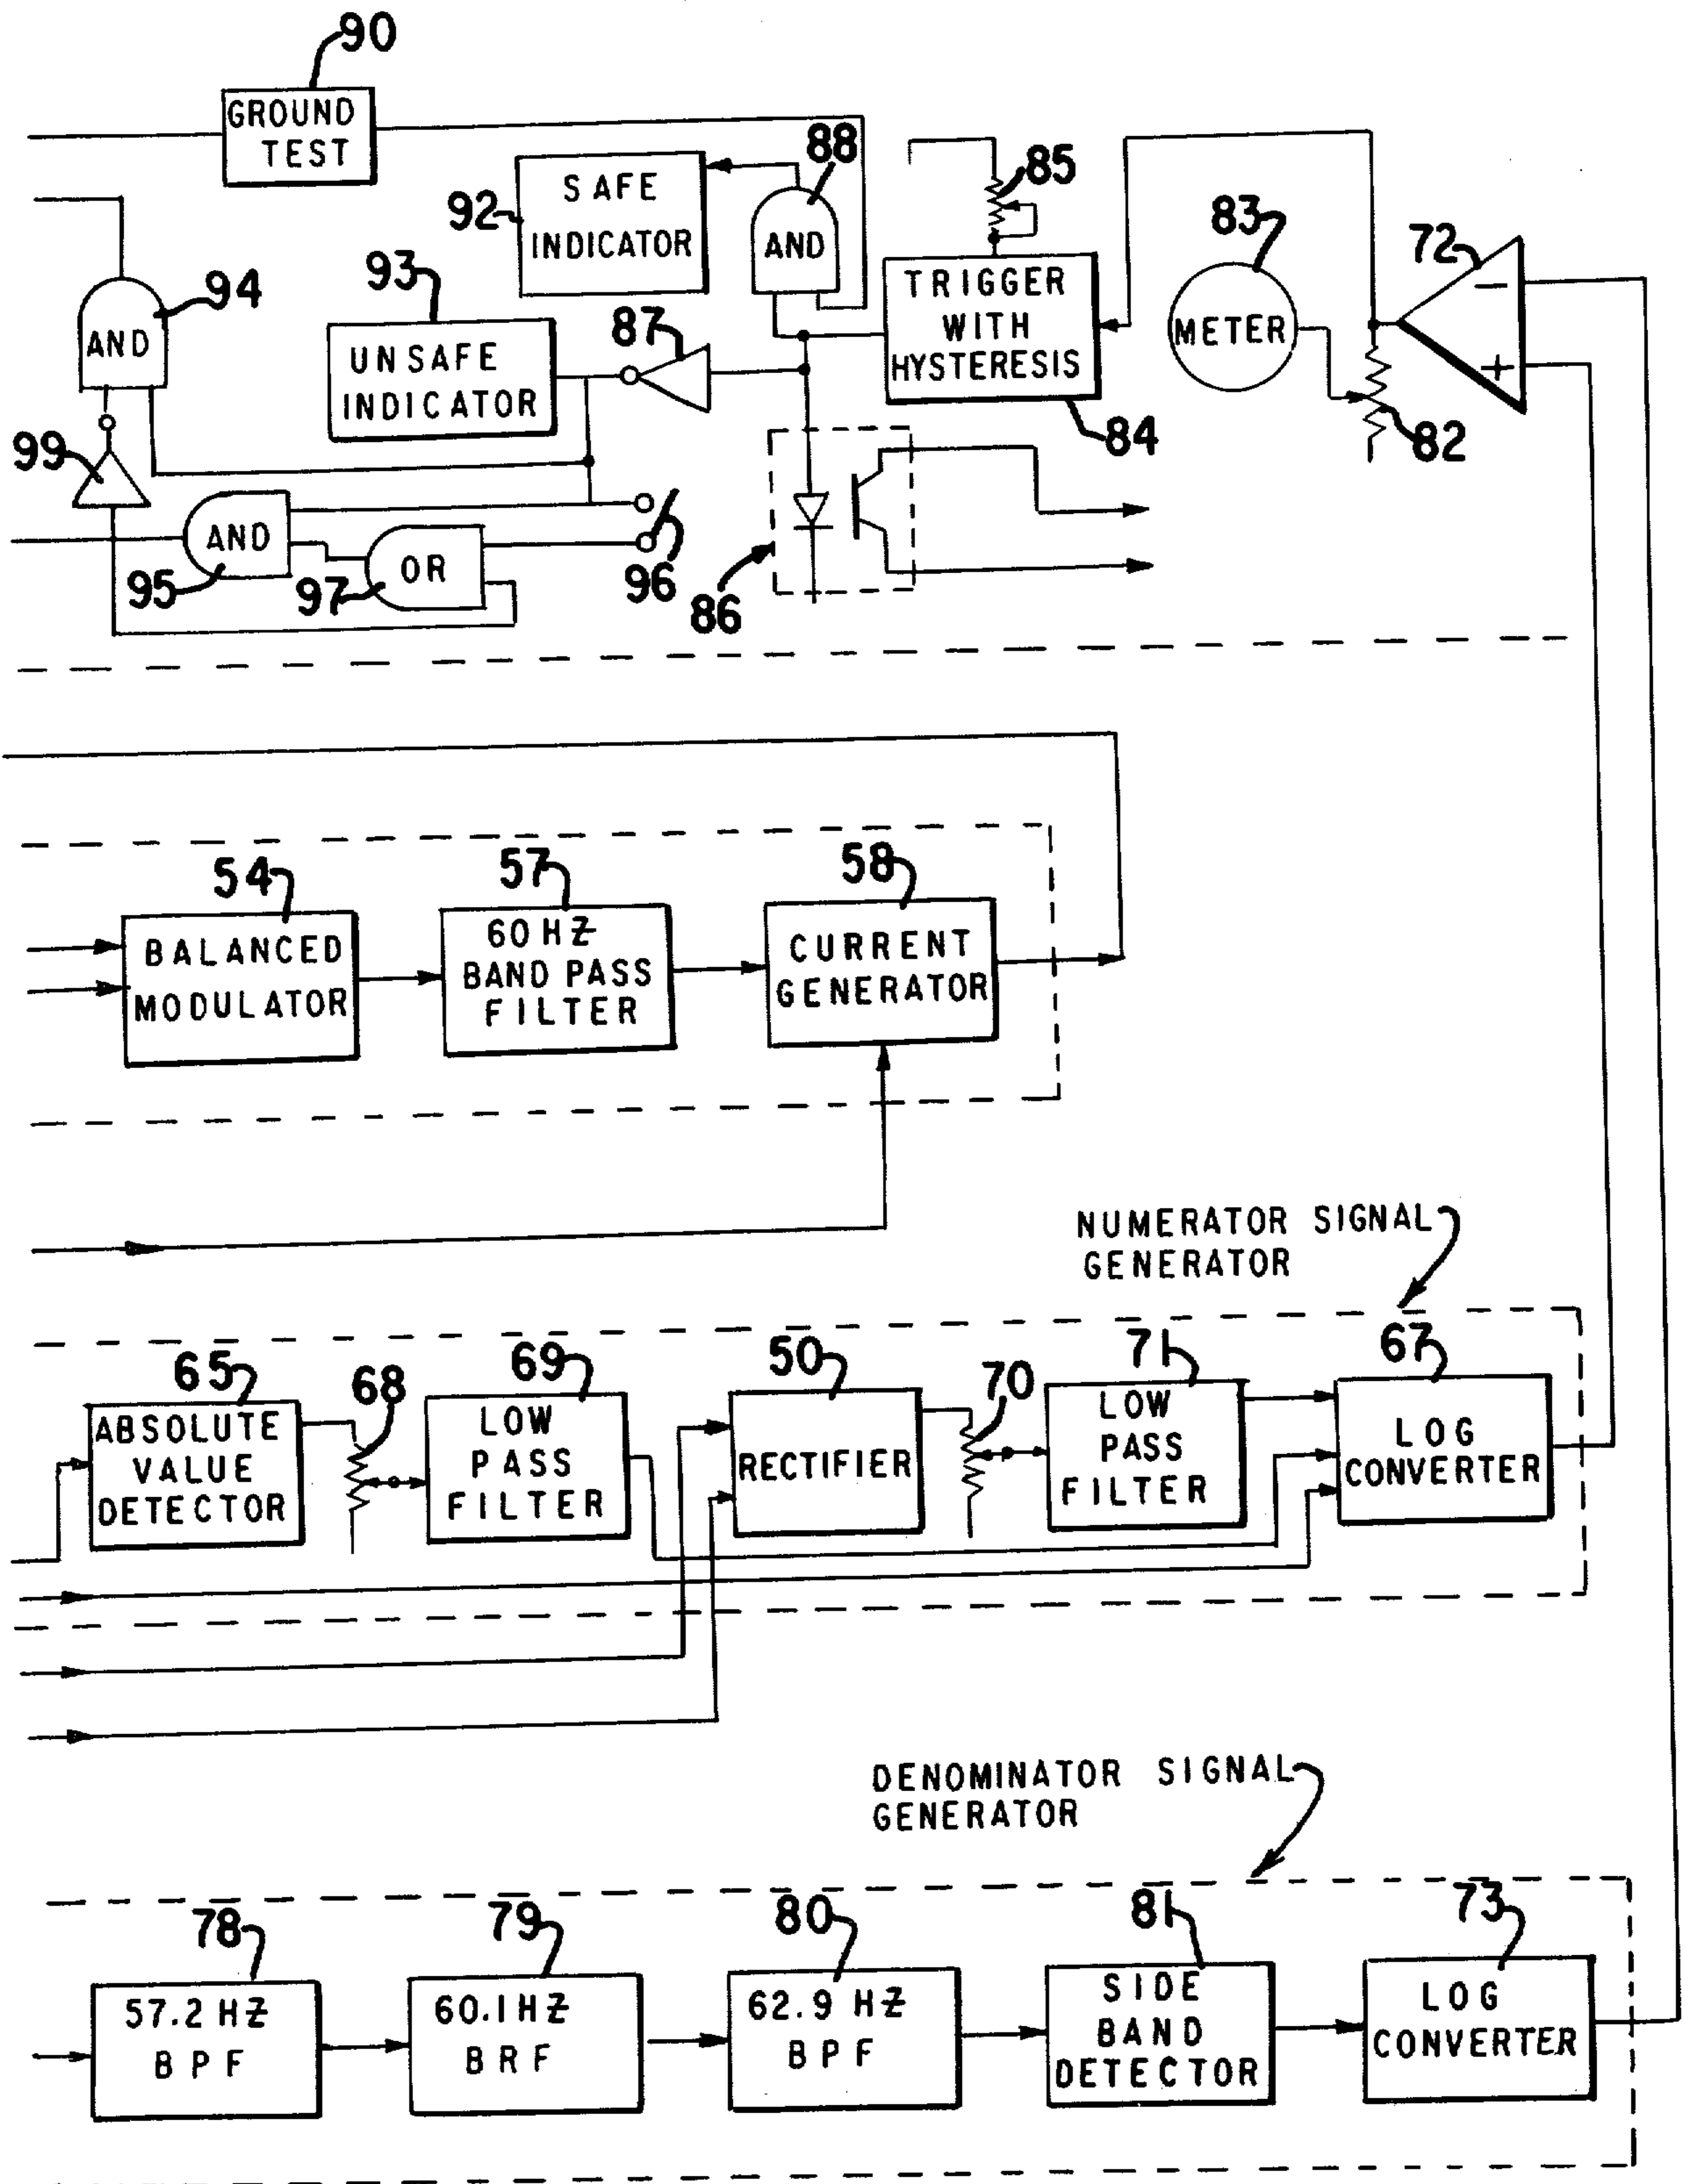 90
GROUND
TEST
88
85
SAFE
INDICATOR
92
AND
83
72
93
94
TRIGGER
WITH
HYSTERESIS
−
+
METER
87
AND
UNSAFE
INDICATOR
84
82
99
AND
95
OR
97
96
86
54
57
58
BALANCED
MODULATOR
60 HZ
BAND PASS
FILTER
CURRENT
GENERATOR
NUMERATOR SIGNAL
GENERATOR
65
68
69
50
70
71
67
ABSOLUTE
VALUE
DETECTOR
LOW
PASS
FILTER
RECTIFIER
LOW
PASS
FILTER
LOG
CONVERTER
DENOMINATOR SIGNAL
GENERATOR
78
79
80
81
73
57.2 HZ
BPF
60.1 HZ
BRF
62.9 HZ
BPF
SIDE
BAND
DETECTOR
LOG
CONVERTER